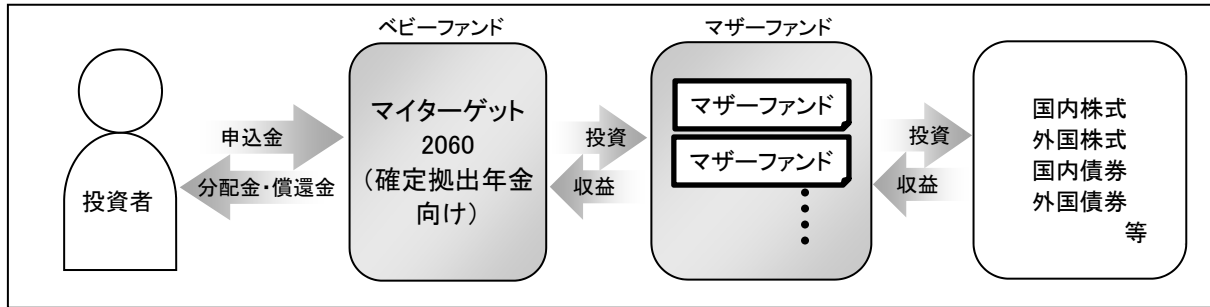 ベビーファンド
マザーファンド
投資者
申込金
分配金・償還金
マイターゲット
2060
（確定拠出年金
向け）
投資
収益
マザーファンド
マザーファンド
投資
収益
国内株式
外国株式
国内債券
外国債券
等